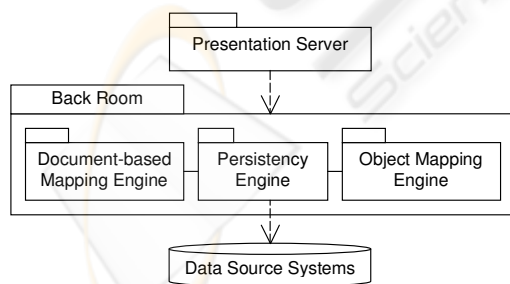 Presentation Server
Back Room
Document-based
Mapping Engine
Persistency
Engine
Object Mapping
Engine
Data Source Systems